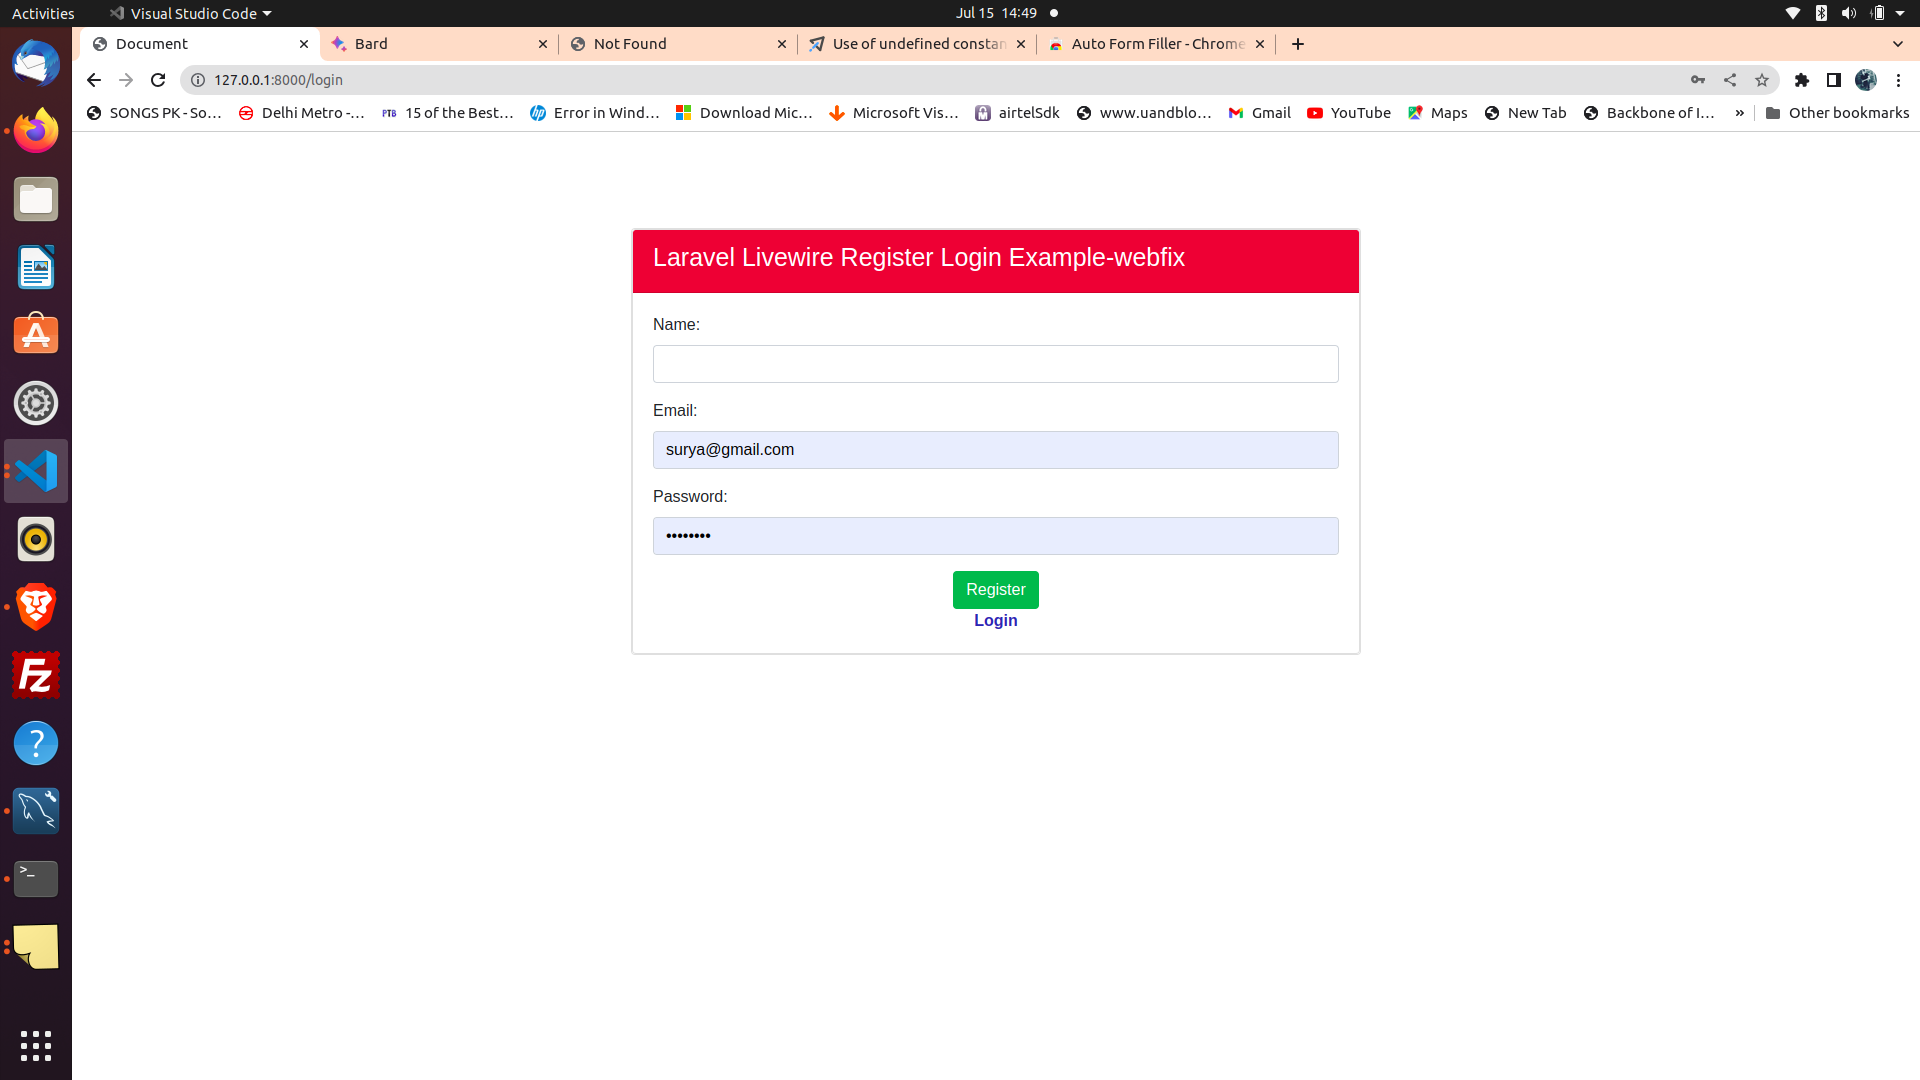 Activities
Visual Studio Code
Jul 15 14:49
Document
Bard
Not Found
Use of undefined constan
Auto Form Filler - Chrome
127.0.0.1:8000/login
SONGS PK - So...
Delhi Metro -...
PTB
15 of the Best...
hp
Error in Wind...
Download Mic...
Microsoft Vis...
airtelSdk
www.uandblo...
Gmail
YouTube
Maps
New Tab
Backbone of I...
»
Other bookmarks
Laravel Livewire Register Login Example-webfix
Name:
Email:
surya@gmail.com
Password:
••••••••
Register
Login